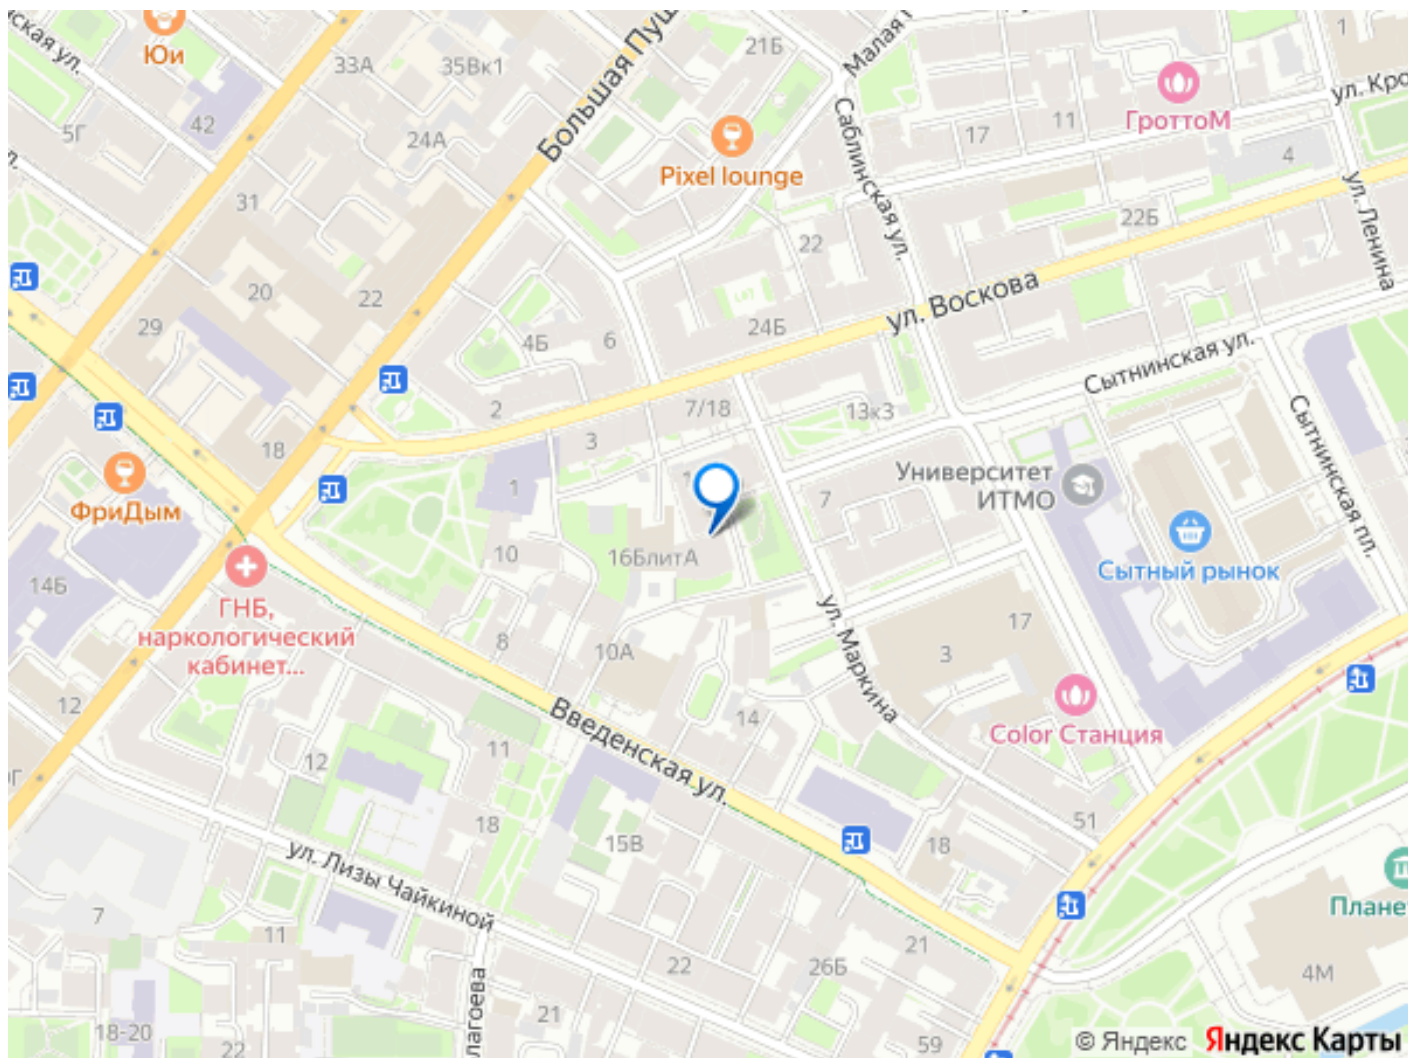 ская ул.
Юи
33А
35Вк1
Большая Пуш
21Б
Малая
1
ул. Кро
ГроттоМ
5Г
42
24А
Pixel lounge
Саблинская ул.
17
11
4
ул. Ленина
31
22
22Б
20
22
ул. Воскова
29
4Б
6
24Б
Сытнинская ул.
2
7/18
13к3
Сытнинская пл.
18
3
ФриДым
1
7
Университет
ИТМО
Сытный рынок
14Б
10
16БлитА
ГНБ,
наркологический
кабинет...
8
10А
ул. Маркина
17
3
12
Введенская ул.
14
Color Станция
11
12
18
15В
51
18
ул. Лизы Чайкиной
Плане
7
11
21
22
26Б
4М
лагоева
18-20
21
22
59
© Яндекс
Яндекс Карты